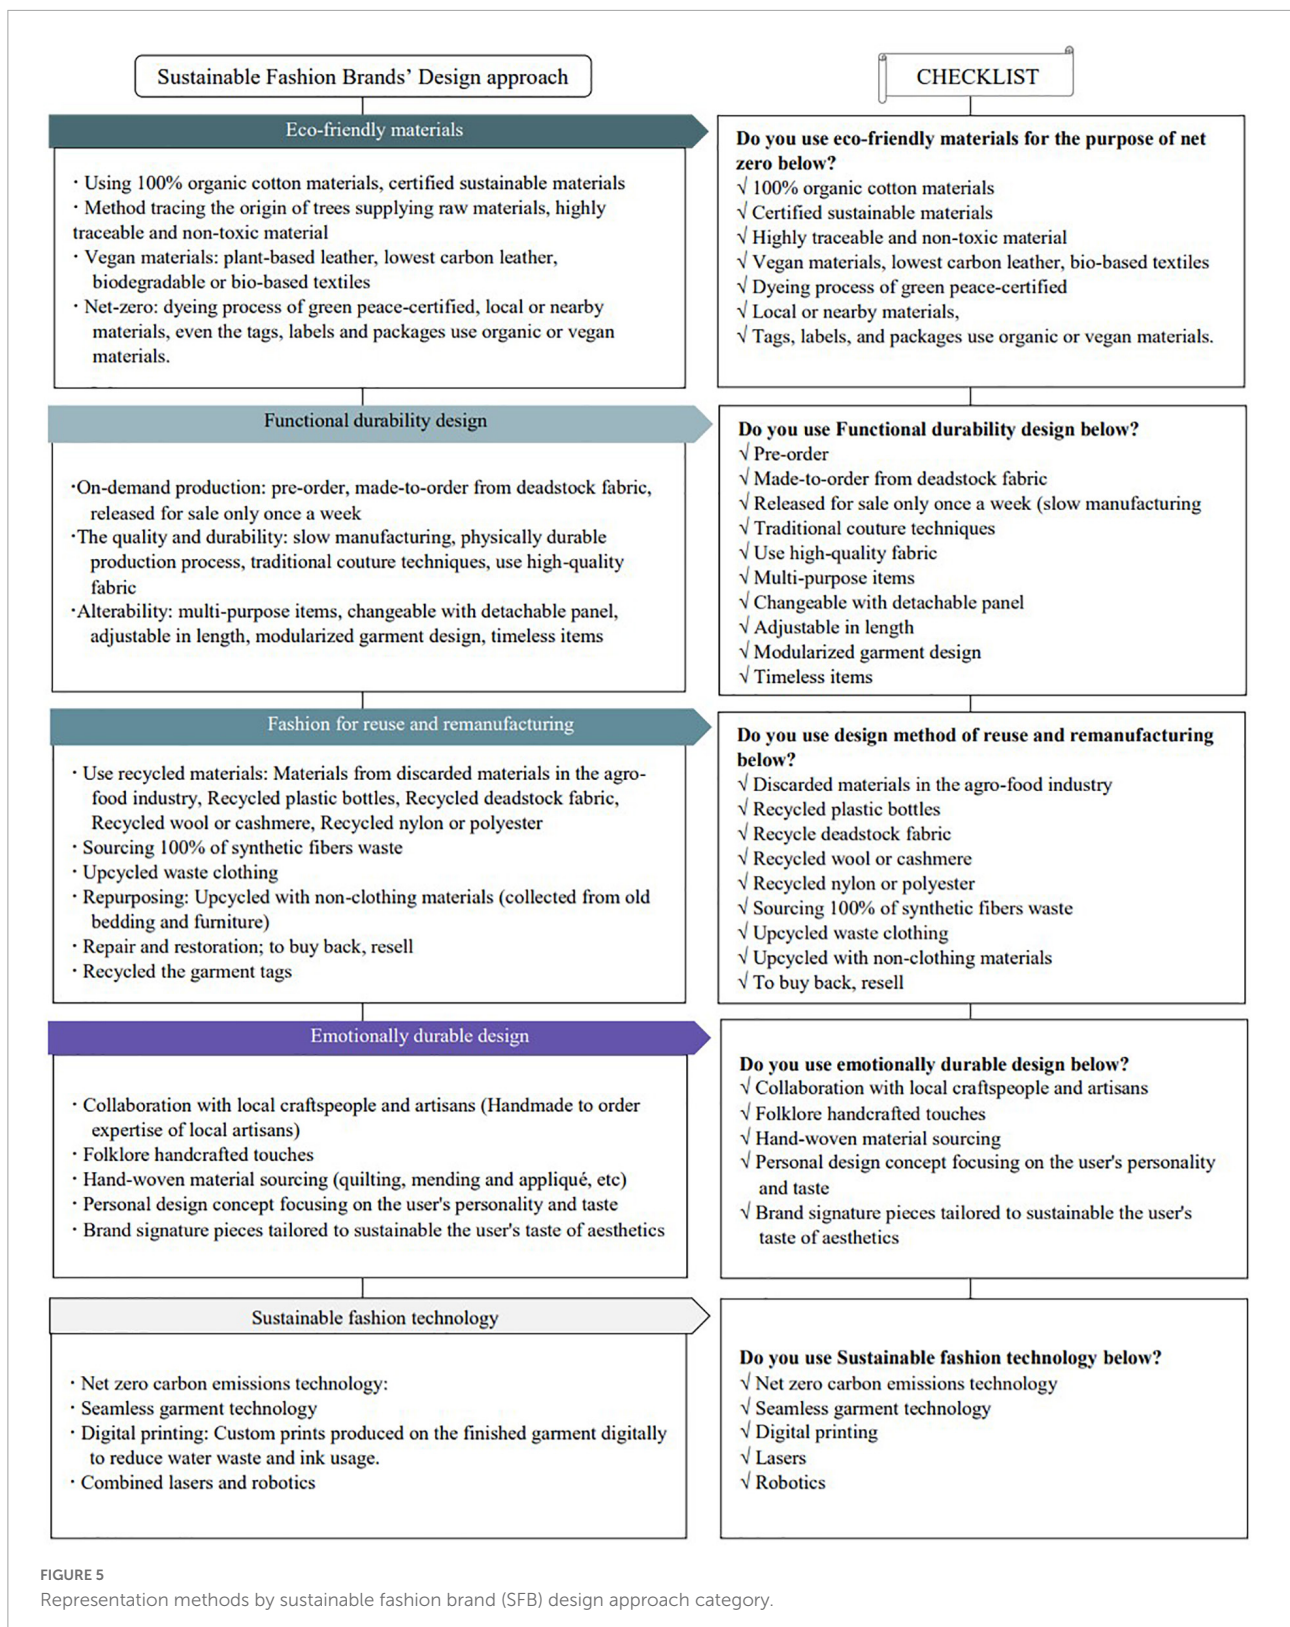 Sustainable Fashion Brands’ Design approach
CHECKLIST
Eco-friendly materials
· Using 100% organic cotton materials, certified sustainable materials
· Method tracing the origin of trees supplying raw materials, highly
traceable and non-toxic material
· Vegan materials: plant-based leather, lowest carbon leather,
biodegradable or bio-based textiles
· Net-zero: dyeing process of green peace-certified, local or nearby
materials, even the tags, labels and packages use organic or vegan
materials.
Do you use eco-friendly materials for the purpose of net
zero below?
√ 100% organic cotton materials
√ Certified sustainable materials
√ Highly traceable and non-toxic material
√ Vegan materials, lowest carbon leather, bio-based textiles
√ Dyeing process of green peace-certified
√ Local or nearby materials,
√ Tags, labels, and packages use organic or vegan materials.
Functional durability design
·On-demand production: pre-order, made-to-order from deadstock fabric,
released for sale only once a week
·The quality and durability: slow manufacturing, physically durable
production process, traditional couture techniques, use high-quality
fabric
·Alterability: multi-purpose items, changeable with detachable panel,
adjustable in length, modularized garment design, timeless items
Do you use Functional durability design below?
√ Pre-order
√ Made-to-order from deadstock fabric
√ Released for sale only once a week (slow manufacturing
√ Traditional couture techniques
√ Use high-quality fabric
√ Multi-purpose items
√ Changeable with detachable panel
√ Adjustable in length
√ Modularized garment design
√ Timeless items
Fashion for reuse and remanufacturing
· Use recycled materials: Materials from discarded materials in the agro-
food industry, Recycled plastic bottles, Recycled deadstock fabric,
Recycled wool or cashmere, Recycled nylon or polyester
· Sourcing 100% of synthetic fibers waste
· Upcycled waste clothing
· Repurposing: Upcycled with non-clothing materials (collected from old
bedding and furniture)
· Repair and restoration; to buy back, resell
· Recycled the garment tags
Do you use design method of reuse and remanufacturing
below?
√ Discarded materials in the agro-food industry
√ Recycled plastic bottles
√ Recycle deadstock fabric
√ Recycled wool or cashmere
√ Recycled nylon or polyester
√ Sourcing 100% of synthetic fibers waste
√ Upcycled waste clothing
√ Upcycled with non-clothing materials
√ To buy back, resell
Emotionally durable design
· Collaboration with local craftspeople and artisans (Handmade to order
expertise of local artisans)
· Folklore handcrafted touches
· Hand-woven material sourcing (quilting, mending and appliqué, etc)
· Personal design concept focusing on the user's personality and taste
· Brand signature pieces tailored to sustainable the user's taste of aesthetics
Do you use emotionally durable design below?
√ Collaboration with local craftspeople and artisans
√ Folklore handcrafted touches
√ Hand-woven material sourcing
√ Personal design concept focusing on the user's personality
and taste
√ Brand signature pieces tailored to sustainable the user's
taste of aesthetics
Sustainable fashion technology
· Net zero carbon emissions technology:
· Seamless garment technology
· Digital printing: Custom prints produced on the finished garment digitally
to reduce water waste and ink usage.
· Combined lasers and robotics
Do you use Sustainable fashion technology below?
√ Net zero carbon emissions technology
√ Seamless garment technology
√ Digital printing
√ Lasers
√ Robotics
FIGURE 5
Representation methods by sustainable fashion brand (SFB) design approach category.